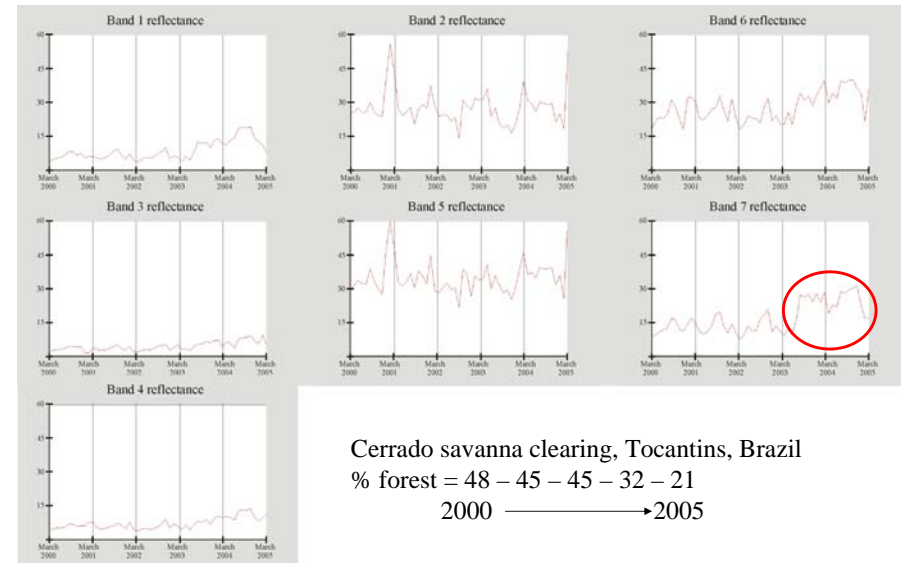 Band 1 reflectance
60
45
30
15
March 2000 March 2001 March 2002 March 2003 March 2004 March 2005
Band 2 reflectance
60
45
30
15
March 2000 March 2001 March 2002 March 2003 March 2004 March 2005
Band 6 reflectance
60
45
30
15
March 2000 March 2001 March 2002 March 2003 March 2004 March 2005
Band 3 reflectance
60
45
30
15
March 2000 March 2001 March 2002 March 2003 March 2004 March 2005
Band 5 reflectance
60
45
30
15
March 2000 March 2001 March 2002 March 2003 March 2004 March 2005
Band 7 reflectance
60
45
30
15
March 2000 March 2001 March 2002 March 2003 March 2004 March 2005
Band 4 reflectance
60
45
30
15
March 2000 March 2001 March 2002 March 2003 March 2004 March 2005
Cerrado savanna clearing, Tocantins, Brazil
% forest = 48 – 45 – 45 – 32 – 21
2000 → 2005